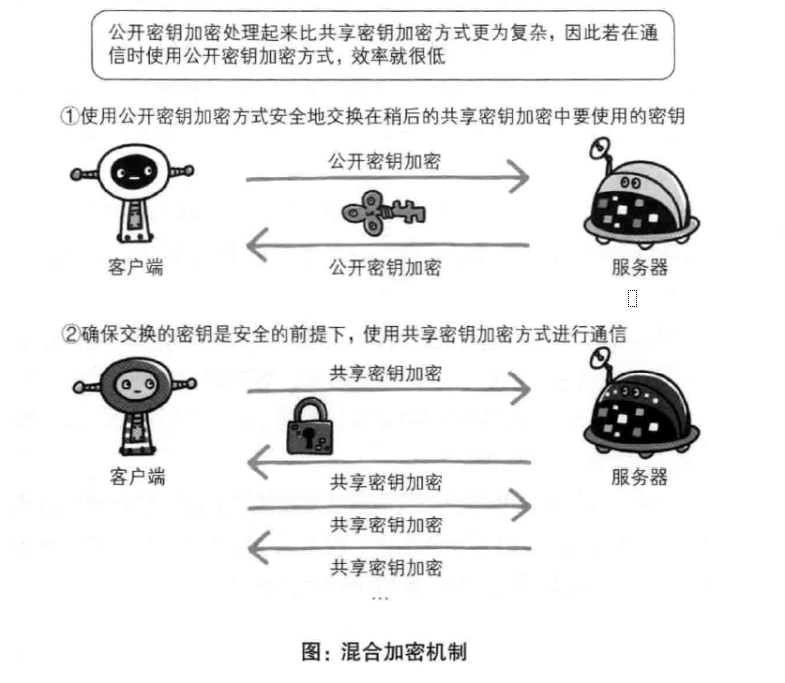 公开密钥加密处理起来比共享密钥加密方式更为复杂，因此若在通
信时使用公开密钥加密方式，效率就很低
①使用公开密钥加密方式安全地交换在稍后的共享密钥加密中要使用的密钥
公开密钥加密
公开密钥加密
客户端
服务器
②确保交换的密钥是安全的前提下，使用共享密钥加密方式进行通信
共享密钥加密
客户端
服务器
共享密钥加密
共享密钥加密
共享密钥加密
…
图：混合加密机制